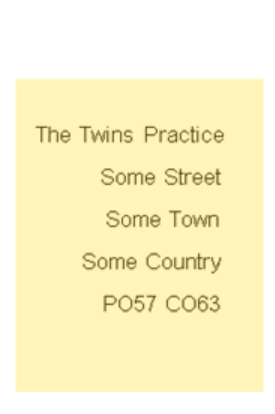 The Twins Practice
Some Street
Some Town
Some Country
PO57 CO63